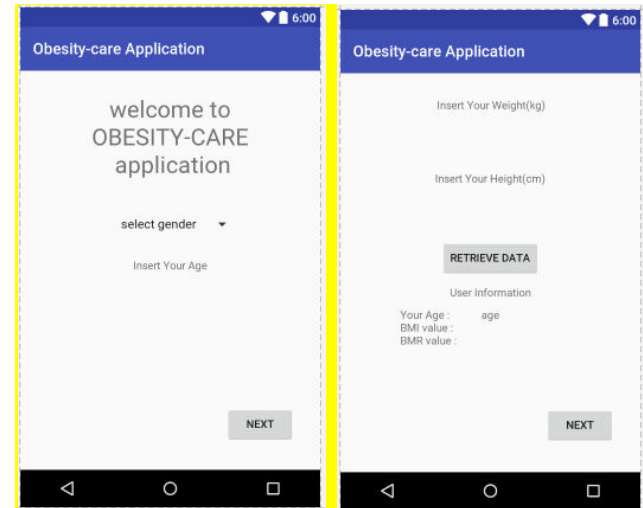 6:00
Obesity-care Application
welcome to
OBESITY-CARE
application
select gender
Insert Your Age
NEXT
6:00
Obesity-care Application
Insert Your Weight(kg)
Insert Your Height(cm)
RETRIEVE DATA
User Information
Your Age : age
BMI value :
BMR value :
NEXT